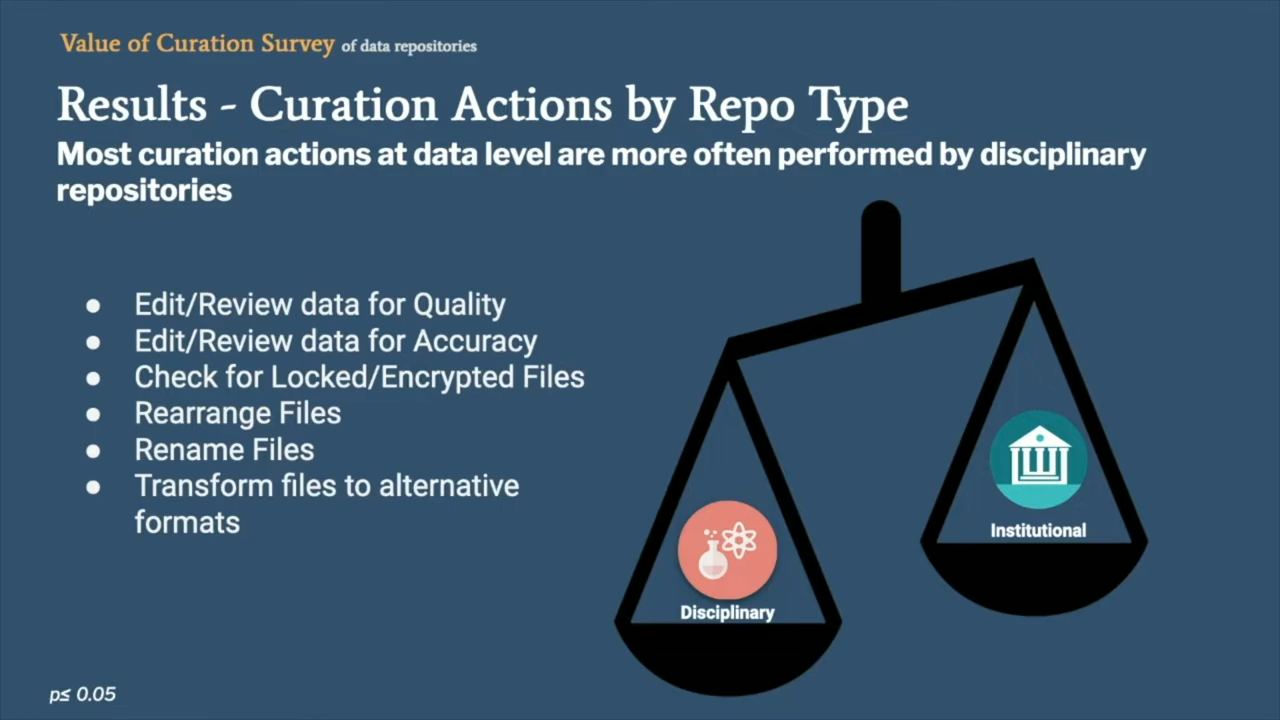 Value of Curation Survey of data repositories
Results - Curation Actions by Repo Type
Most curation actions at data level are more often performed by disciplinary
repositories
● Edit/Review data for Quality
● Edit/Review data for Accuracy
● Check for Locked/Encrypted Files
● Rearrange Files
● Rename Files
● Transform files to alternative
formats
Institutional
Disciplinary
p≤ 0.05